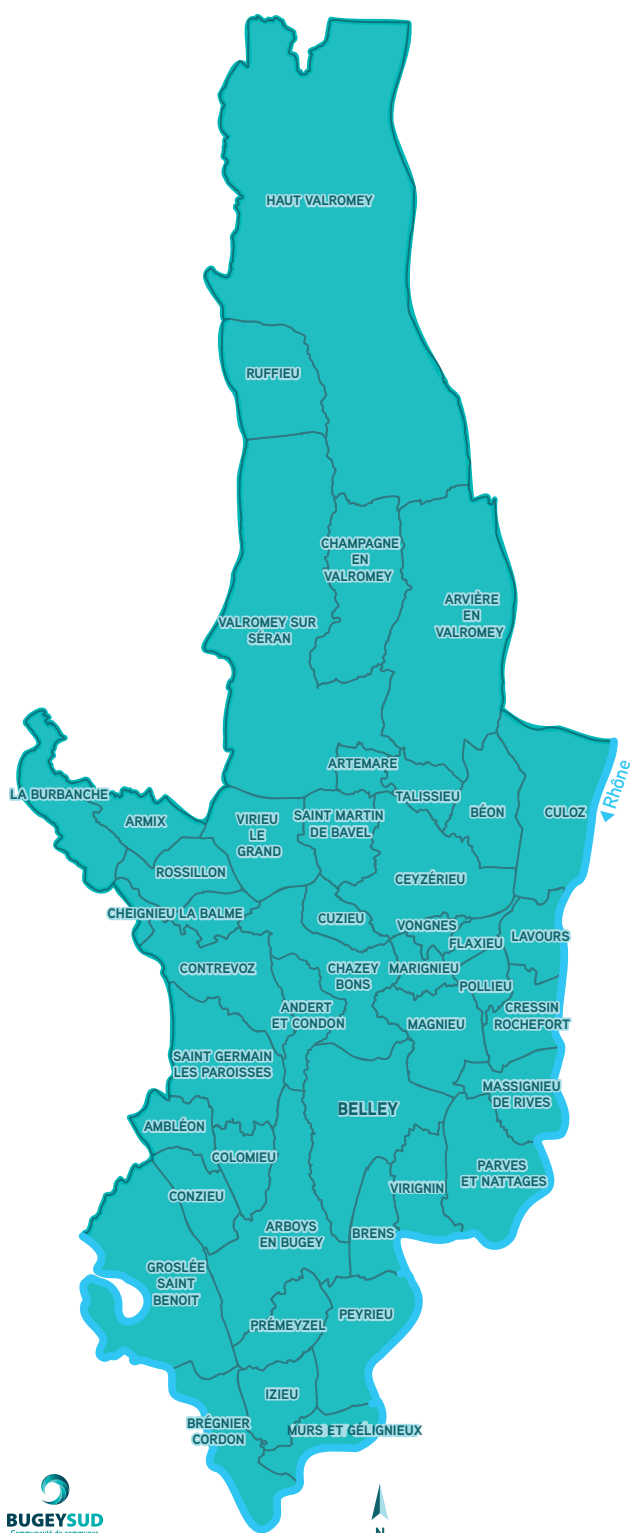 HAUT VALROMEY
RUFFIEU
CHAMPAGNE
EN
VALROMEY
ARVIÈRE
EN
VALROMEY
VALROMEY SUR
SÉRAN
ARTEMARE
Rhône
LA BURBANCHE
TALISSIEU
BÉON
CULOZ
ARMIX
VIRIEU
LE
GRAND
SAINT MARTIN
DE BAVEL
ROSSILLON
CEYZÉRIEU
CHEIGNIEU LA BALME
CUZIEU
VONGNES
FLAXIEU
LAVOURS
CONTREVOZ
CHAZEY
BONS
MARIGNIEU
POLLIEU
ANDERT
ET CONDON
MAGNIEU
CRESSIN
ROCHEFORT
SAINT GERMAIN
LES PAROISSES
MASSIGNIEU
DE RIVES
BELLEY
AMBLÉON
COLOMIEU
PARVES
ET NATTAGES
CONZIEU
VIRIGNIN
ARBOYS
EN BUGEY
BRENS
GROSLÉE
SAINT
BENOIT
PRÉMEYZEL
PEYRIEU
IZIEU
BRÉGNIER
CORDON
MURS ET GÉLIGNIEUX
BUGEYSUD
Communauté de communes
N